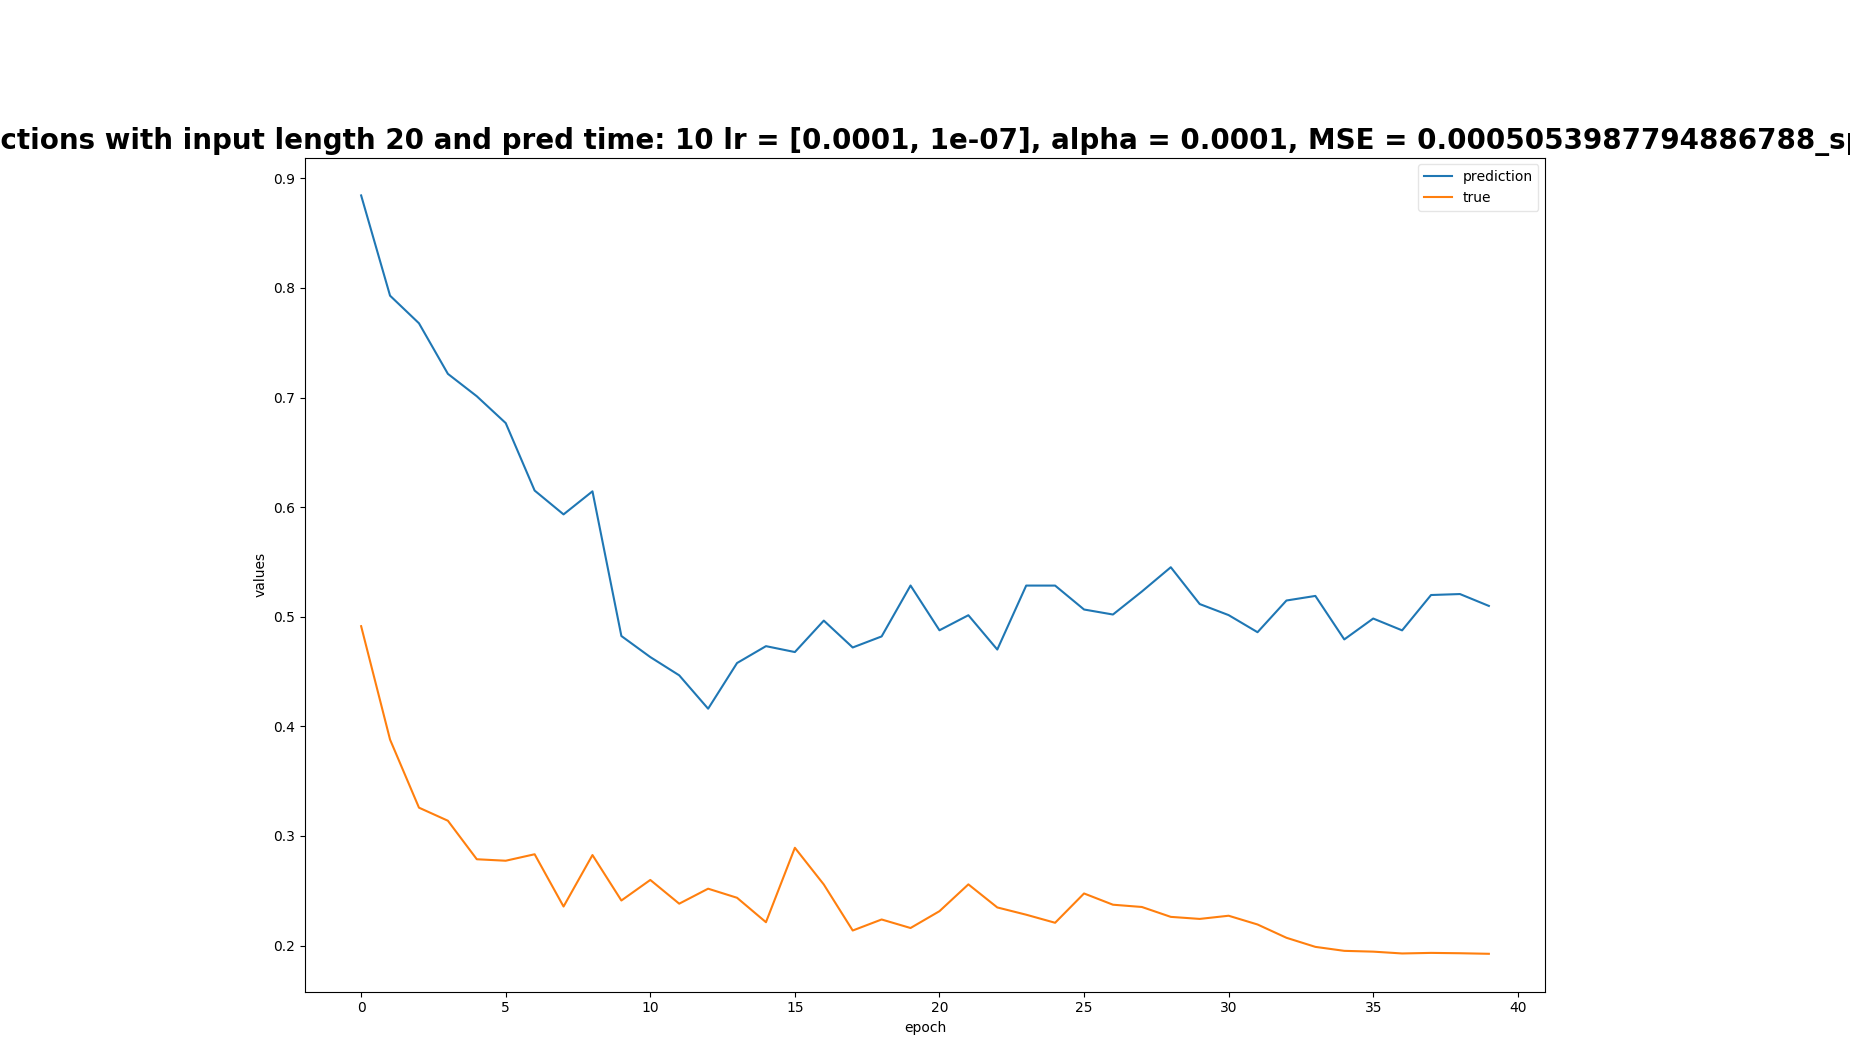 ctions with input length 20 and pred time: 10 lr = [0.0001, 1e-07], alpha = 0.0001, MSE = 0.0005053987794886788_sp
prediction
true
0.9
0.8
0.7
0.6
0.5
0.4
0.3
0.2
values
0 5 10 15 20 25 30 35 40
epoch